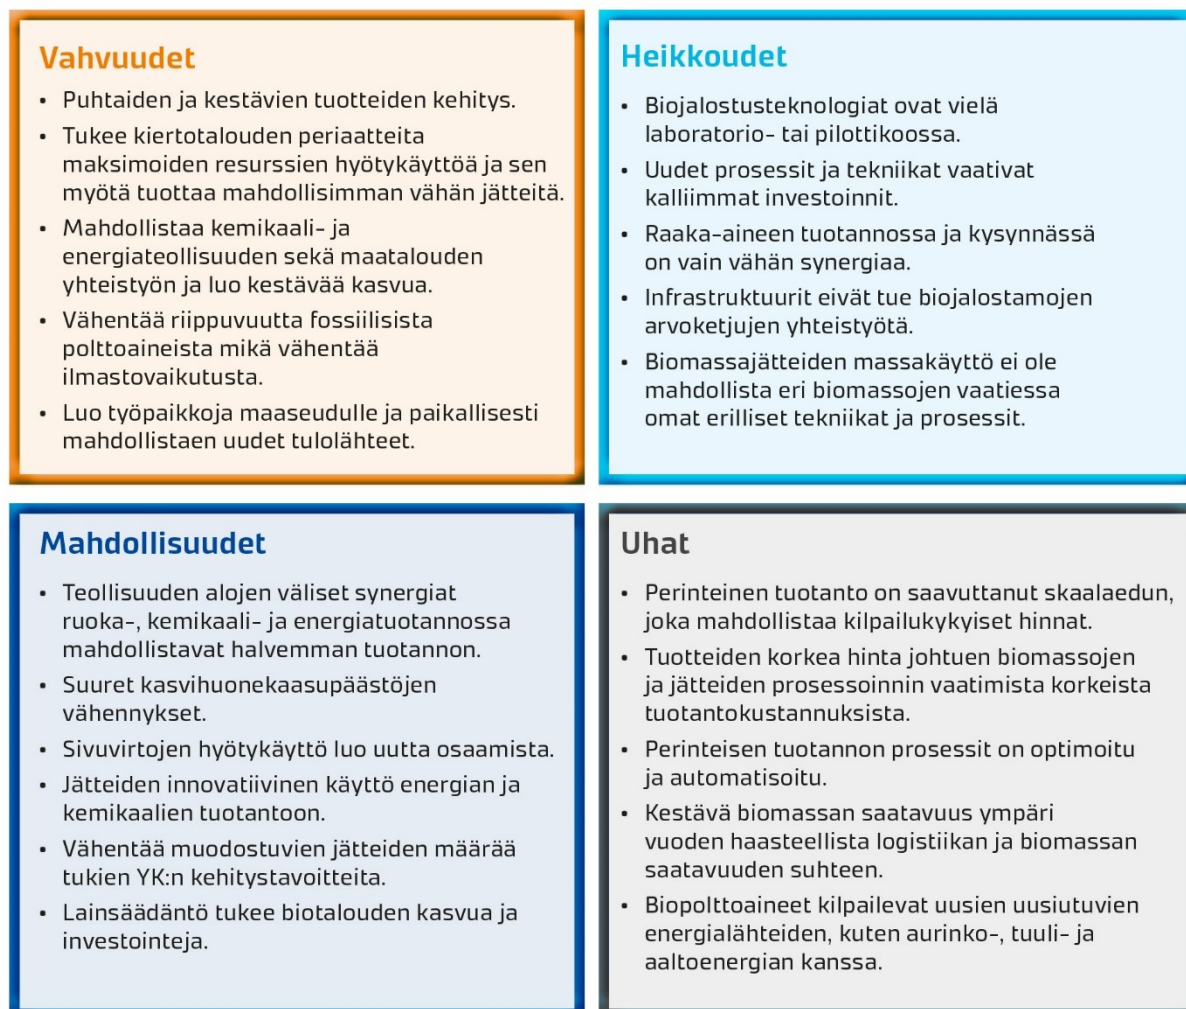 Vahvuudet
• Puhtaiden ja kestävien tuotteiden kehitys.
• Tukee kiertotalouden periaatteita
maksimoiden resurssien hyötykäyttöä ja sen
myötä tuottaa mahdollisimman vähän jätteitä.
• Mahdollistaa kemikaali- ja
energiateollisuuden sekä maatalouden
yhteistyön ja luo kestävää kasvua.
• Vähentää riippuvuutta fossiilisista
polttoaineista mikä vähentää
ilmastovaikutusta.
• Luo työpaikkoja maaseudulle ja paikallisesti
mahdollistaen uudet tulolähteet.
Heikkoudet
• Biojalostusteknologiat ovat vielä
laboratorio- tai pilottikoossa.
• Uudet prosessit ja tekniikat vaativat
kalliimmat investoinnit.
• Raaka-aineen tuotannossa ja kysynnässä
on vain vähän synergiaa.
• Infrastruktuurit eivät tue biojalostamojen
arvoketjujen yhteistyötä.
• Biomassajätteiden massakäyttö ei ole
mahdollista eri biomassojen vaatiessa
omat erilliset tekniikat ja prosessit.
Mahdollisuudet
• Teollisuuden alojen väliset synergiat
ruoka-, kemikaali- ja energiatuotannossa
mahdollistavat halvemman tuotannon.
• Suuret kasvihuonekaasupäästöjen
vähennykset.
• Sivuvirtojen hyötykäyttö luo uutta osaamista.
• Jätteiden innovatiivinen käyttö energian ja
kemikaalien tuotantoon.
• Vähentää muodostuvien jätteiden määrää
tukien YK:n kehitystavoitteita.
• Lainsäädäntö tukee biotalouden kasvua ja
investointeja.
Uhat
• Perinteinen tuotanto on saavuttanut skaalaedun,
joka mahdollistaa kilpailukykyiset hinnat.
• Tuotteiden korkea hinta johtuen biomassojen
ja jätteiden prosessoinnin vaatimista korkeista
tuotantokustannuksista.
• Perinteisen tuotannon prosessit on optimoitu
ja automatisoitu.
• Kestävä biomassan saatavuus ympäri
vuoden haasteellista logistiikan ja biomassan
saatavuuden suhteen.
• Biopolttoaineet kilpailevat uusien uusiutuvien
energialähteiden, kuten aurinko-, tuuli- ja
aaltoenergian kanssa.